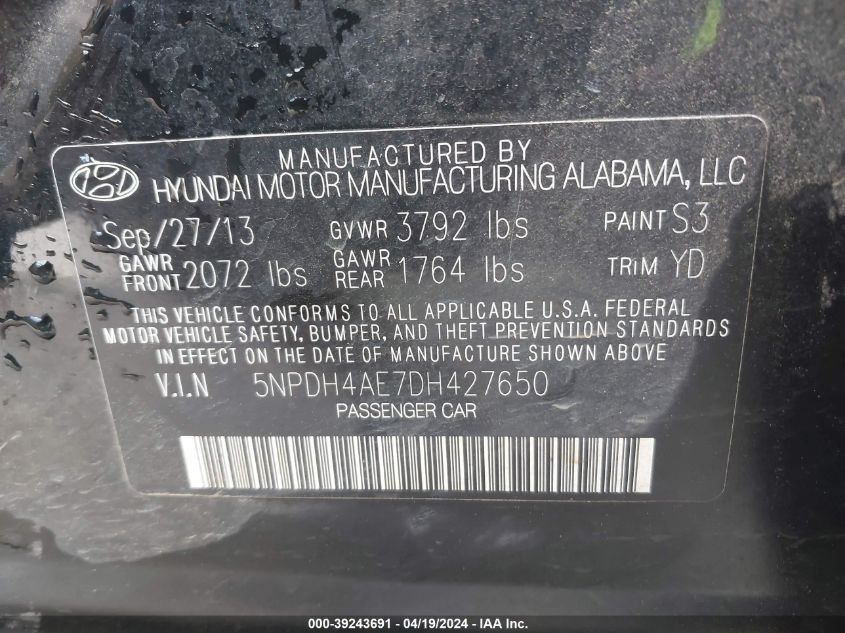 MANUFACTURED BY
HYUNDAI MOTOR MANUFACTURING ALABAMA, LLC
Sep/27/13 GVWR 3792 lbs PAINT S3
GAWR FRONT 2072 lbs GAWR REAR 1764 lbs TRIM YD
THIS VEHICLE CONFORMS TO ALL APPLICABLE U.S.A. FEDERAL
MOTOR VEHICLE SAFETY, BUMPER, AND THEFT PREVENTION STANDARDS
IN EFFECT ON THE DATE OF MANUFACTURE SHOWN ABOVE
V.I.N 5NPDH4AE7DH427650
PASSENGER CAR
000-39243691 - 04/19/2024 - IAA Inc.